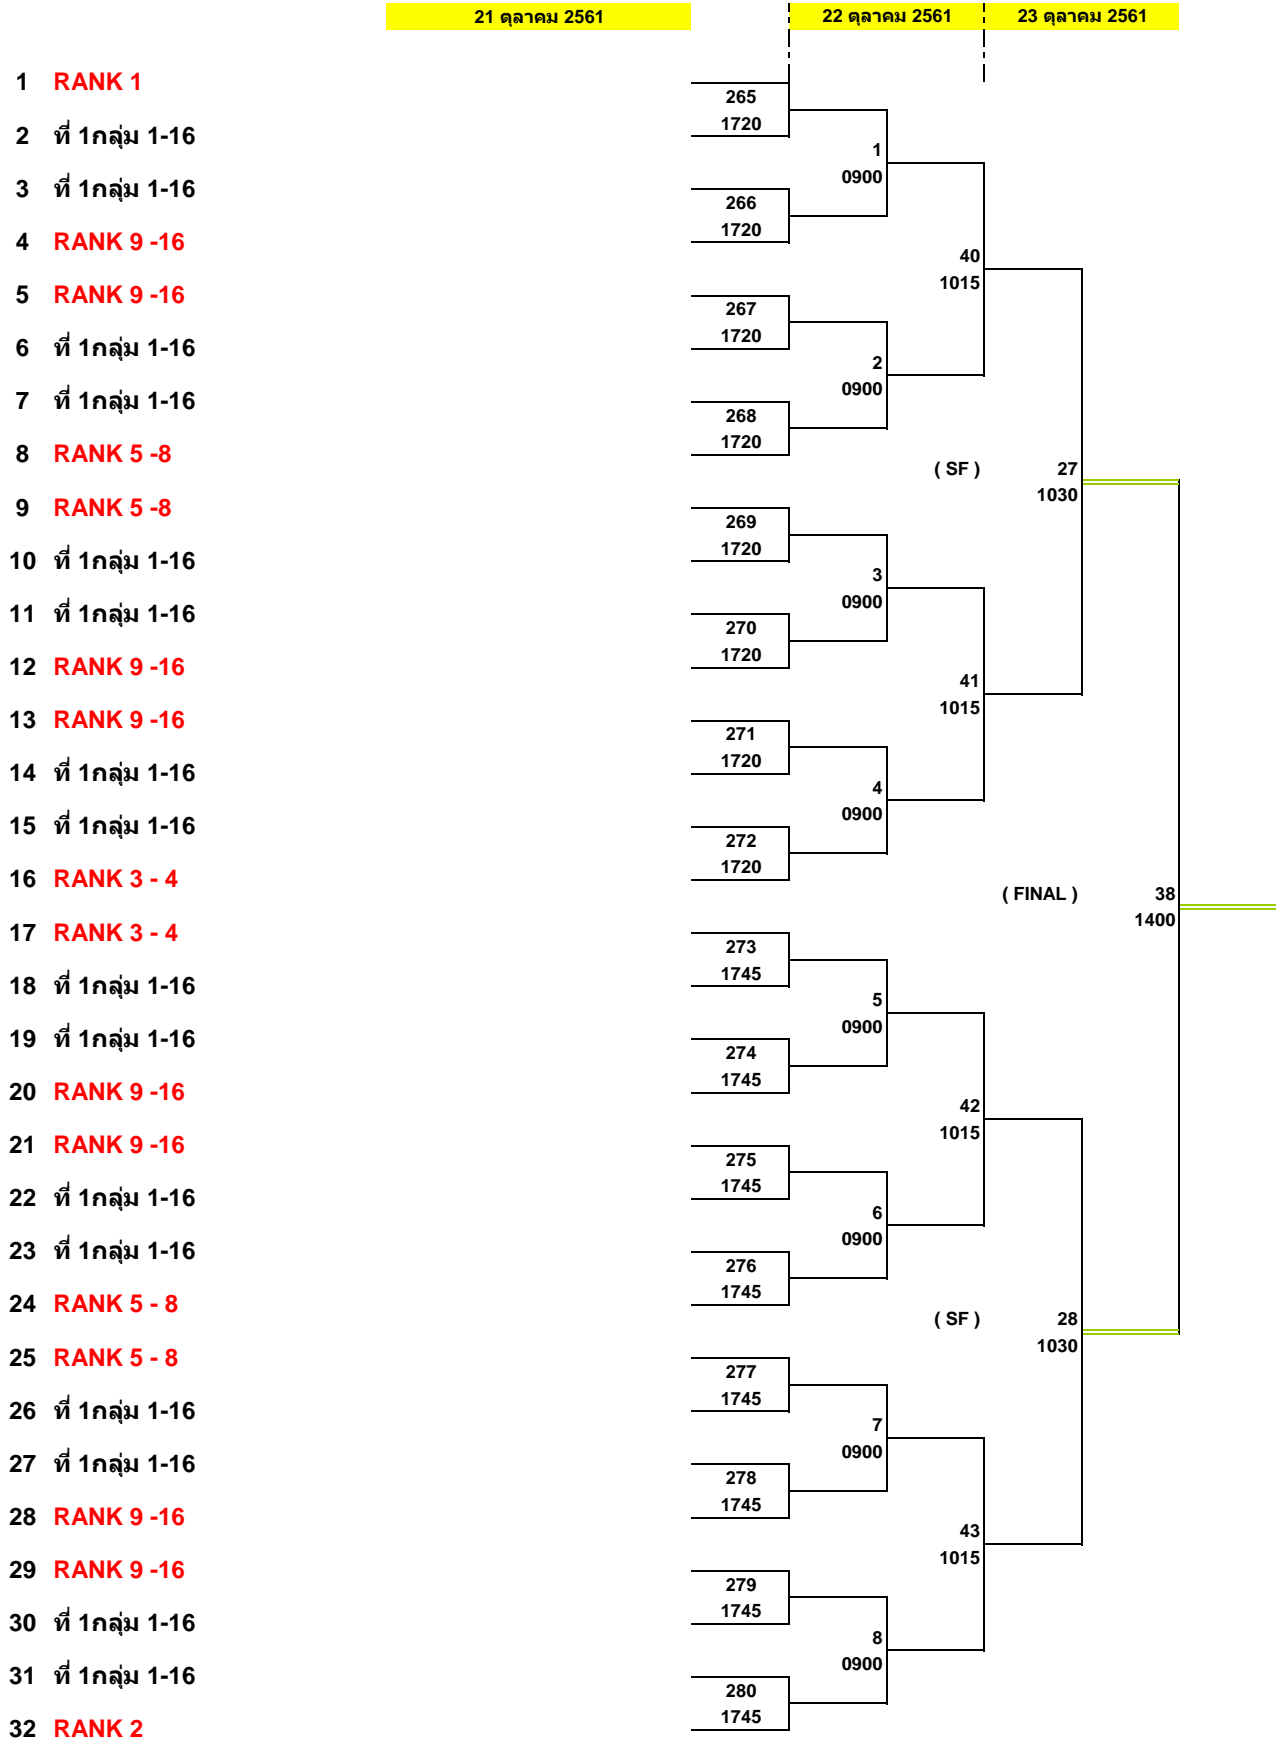 21 ตุลาคม 2561 22 ตุลาคม 2561 23 ตุลาคม 2561
1 RANK 1
265
2 ที่ 1กลุ่ม 1-16 1720
1
3 ที่ 1กลุ่ม 1-16 0900
266
4 RANK 9 -16 1720
40
5 RANK 9 -16 1015
267
6 ที่ 1กลุ่ม 1-16 1720
2
7 ที่ 1กลุ่ม 1-16 0900
268
8 RANK 5 -8 1720
( SF ) 27
9 RANK 5 -8 1030
269
10 ที่ 1กลุ่ม 1-16 1720
3
11 ที่ 1กลุ่ม 1-16 0900
270
12 RANK 9 -16 1720
41
13 RANK 9 -16 1015
271
14 ที่ 1กลุ่ม 1-16 1720
4
15 ที่ 1กลุ่ม 1-16 0900
272
16 RANK 3 - 4 1720
( FINAL ) 38
17 RANK 3 - 4 1400
273
18 ที่ 1กลุ่ม 1-16 1745
5
19 ที่ 1กลุ่ม 1-16 0900
274
20 RANK 9 -16 1745
42
21 RANK 9 -16 1015
275
22 ที่ 1กลุ่ม 1-16 1745
6
23 ที่ 1กลุ่ม 1-16 0900
276
24 RANK 5 - 8 1745
( SF ) 28
25 RANK 5 - 8 1030
277
26 ที่ 1กลุ่ม 1-16 1745
7
27 ที่ 1กลุ่ม 1-16 0900
278
28 RANK 9 -16 1745
43
29 RANK 9 -16 1015
279
30 ที่ 1กลุ่ม 1-16 1745
8
31 ที่ 1กลุ่ม 1-16 0900
280
32 RANK 2 1745